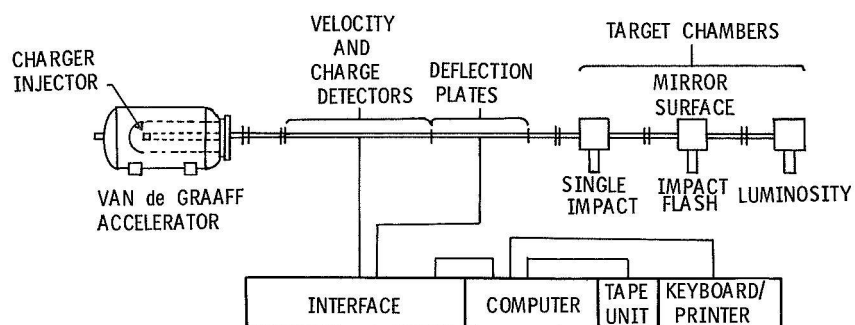 CHARGER
INJECTOR
VAN de GRAAFF
ACCELERATOR
VELOCITY
AND
CHARGE
DETECTORS
DEFLECTION
PLATES
TARGET CHAMBERS
MIRROR
SURFACE
SINGLE
IMPACT
IMPACT
FLASH
LUMINOSITY
INTERFACE
COMPUTER
TAPE
UNIT
KEYBOARD/
PRINTER